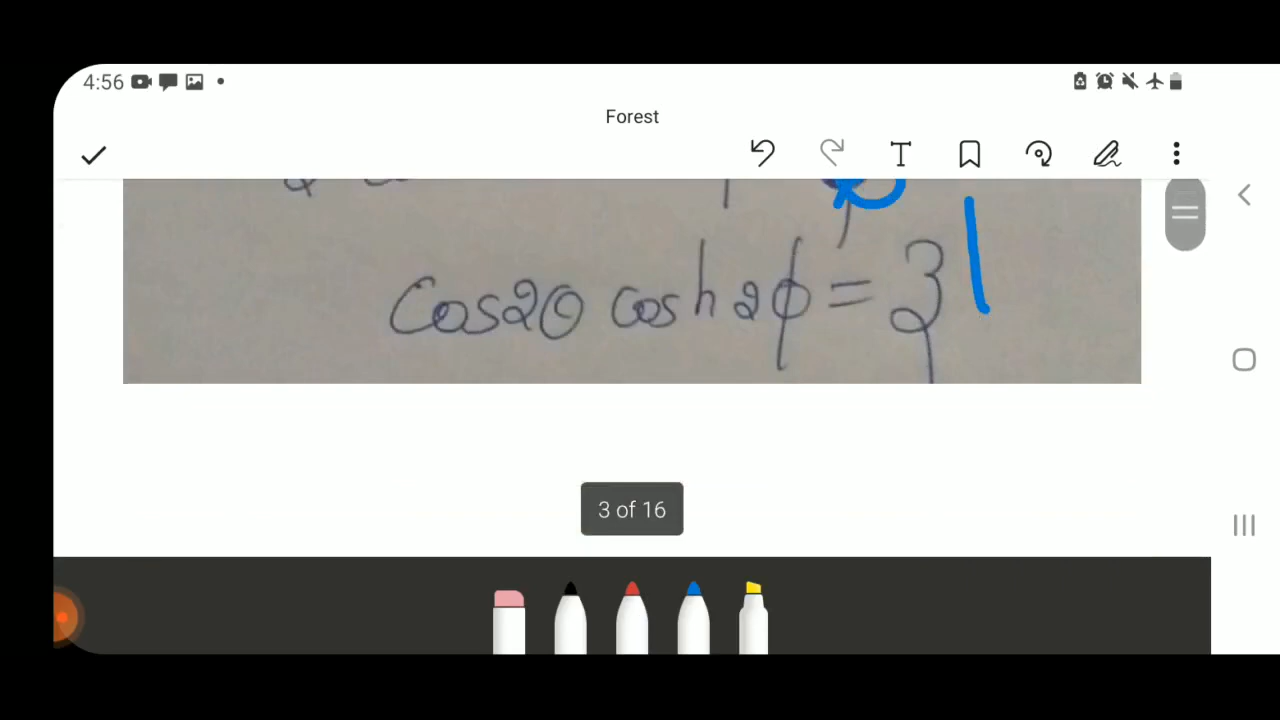 4:56
Forest
cos2θ cosh2ϕ = 3
3 of 16